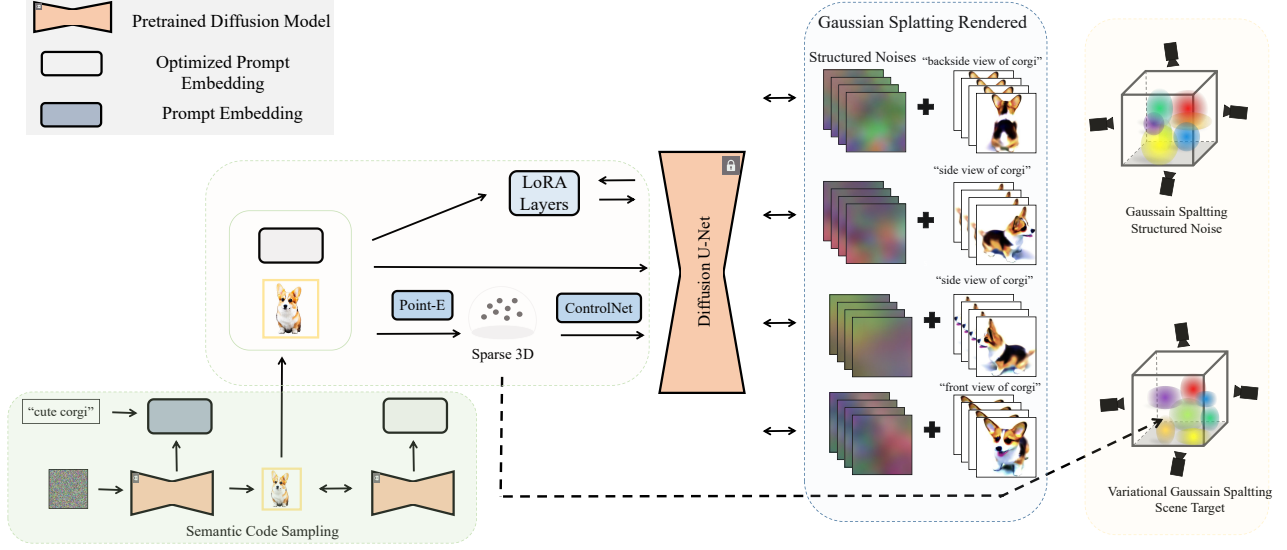 Pretrained Diffusion Model
Optimized Prompt
Embedding
Prompt Embedding
LoRA
Layers
Point-E
ControlNet
Sparse 3D
Diffusion U-Net
“cute corgi”
Semantic Code Sampling
Gaussian Splatting Rendered
Structured Noises
“backside view of corgi”
“side view of corgi”
“side view of corgi”
“front view of corgi”
Gaussain Spaltting
Structured Noise
Variational Gaussain Spaltting
Scene Target